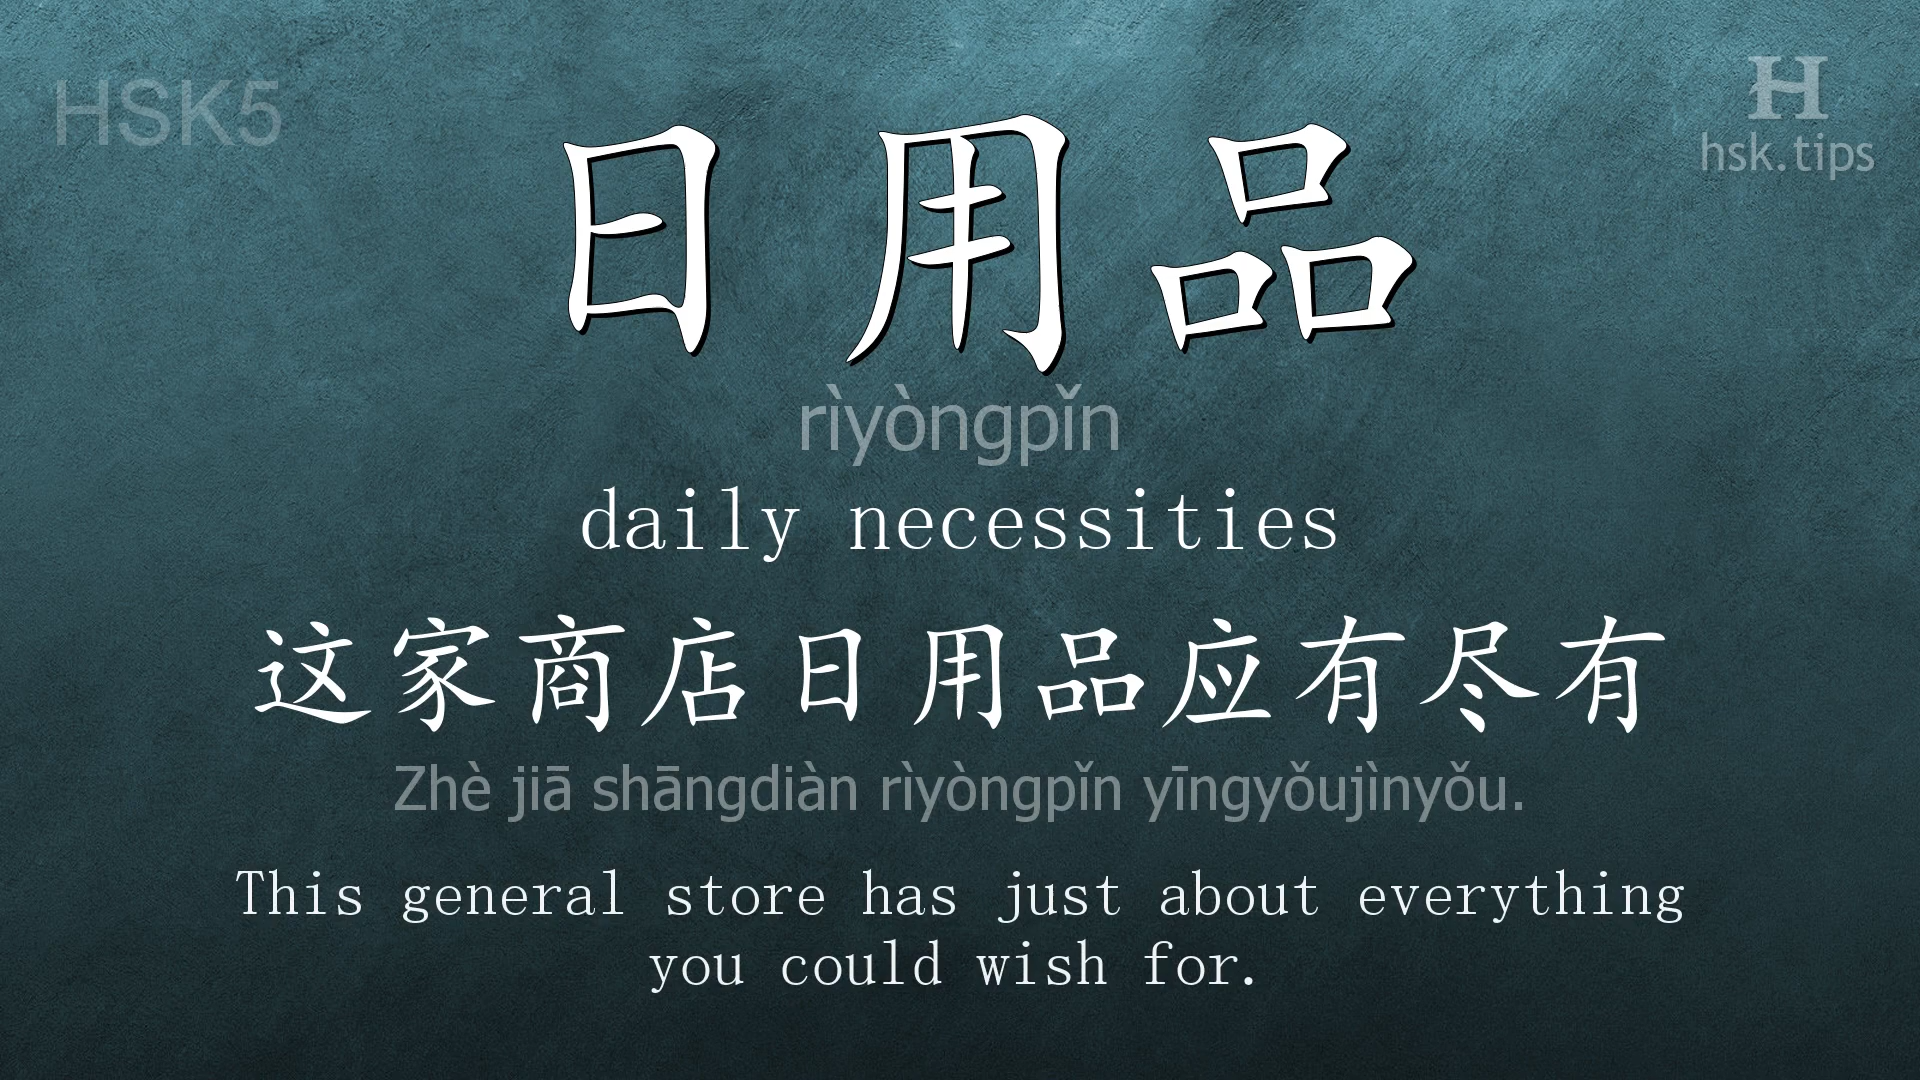 HSK5
H
hsk.tips
日用品
rìyòngpǐn
daily necessities
这家商店日用品应有尽有
Zhè jiā shāngdiàn rìyòngpǐn yīngyǒujìnyǒu.
This general store has just about everything
you could wish for.